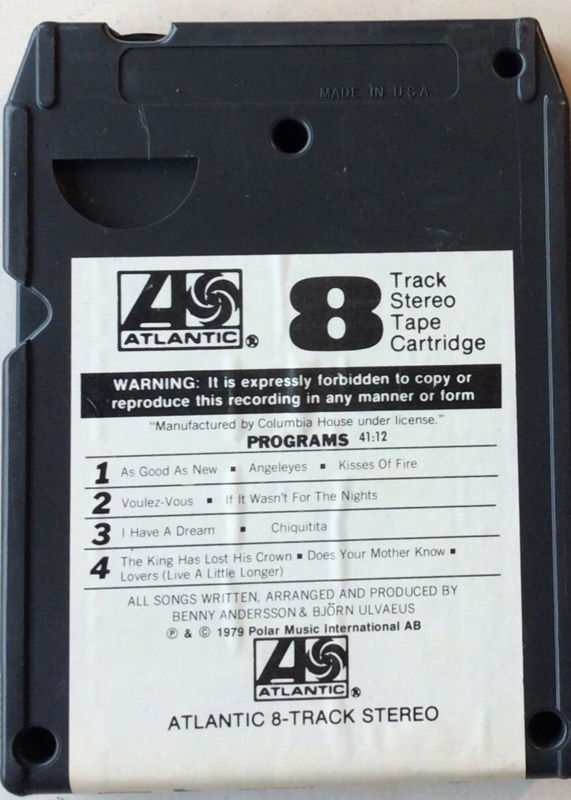 MADE IN U.S.A.
ATLANTIC ®
8 Track
Stereo
Tape
Cartridge
WARNING: It is expressly forbidden to copy or
reproduce this recording in any manner or form
"Manufactured by Columbia House under license."
PROGRAMS 41:12
1 As Good As New ■ Angeleyes ■ Kisses Of Fire
2 Voulez-Vous ■ If It Wasn't For The Nights
3 I Have A Dream ■ Chiquitita
4 The King Has Lost His Crown ■ Does Your Mother Know ■
Lovers (Live A Little Longer)
ALL SONGS WRITTEN, ARRANGED AND PRODUCED BY
BENNY ANDERSSON & BJÖRN ULVAEUS
℗ & © 1979 Polar Music International AB
ATLANTIC ®
ATLANTIC 8-TRACK STEREO